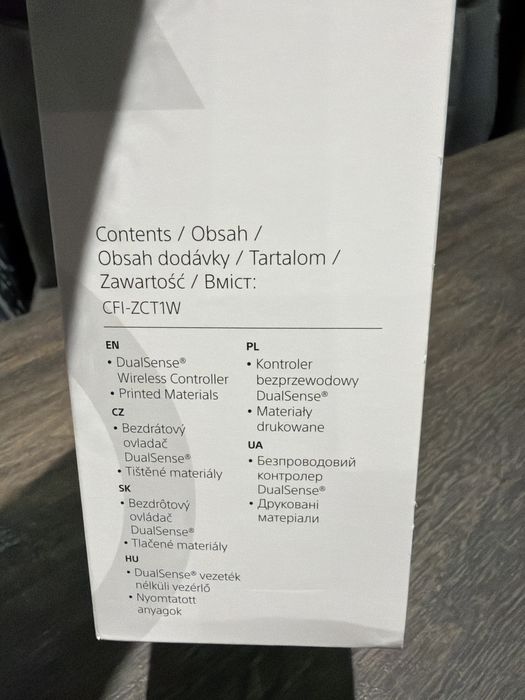 Contents / Obsah /
Obsah dodávky / Tartalom /
Zawartość / Вміст:
CFI-ZCT1W
EN
• DualSense®
Wireless Controller
• Printed Materials
CZ
• Bezdrátový
ovladač
DualSense®
• Tištěné materiály
SK
• Bezdrôtový
ovládač
DualSense®
• Tlačené materiály
HU
• DualSense® vezeték
nélküli vezérlő
• Nyomtatott
anyagok
PL
• Kontroler
bezprzewodowy
DualSense®
• Materiały
drukowane
UA
• Безпроводовий
контролер
DualSense®
• Друковані
матеріали